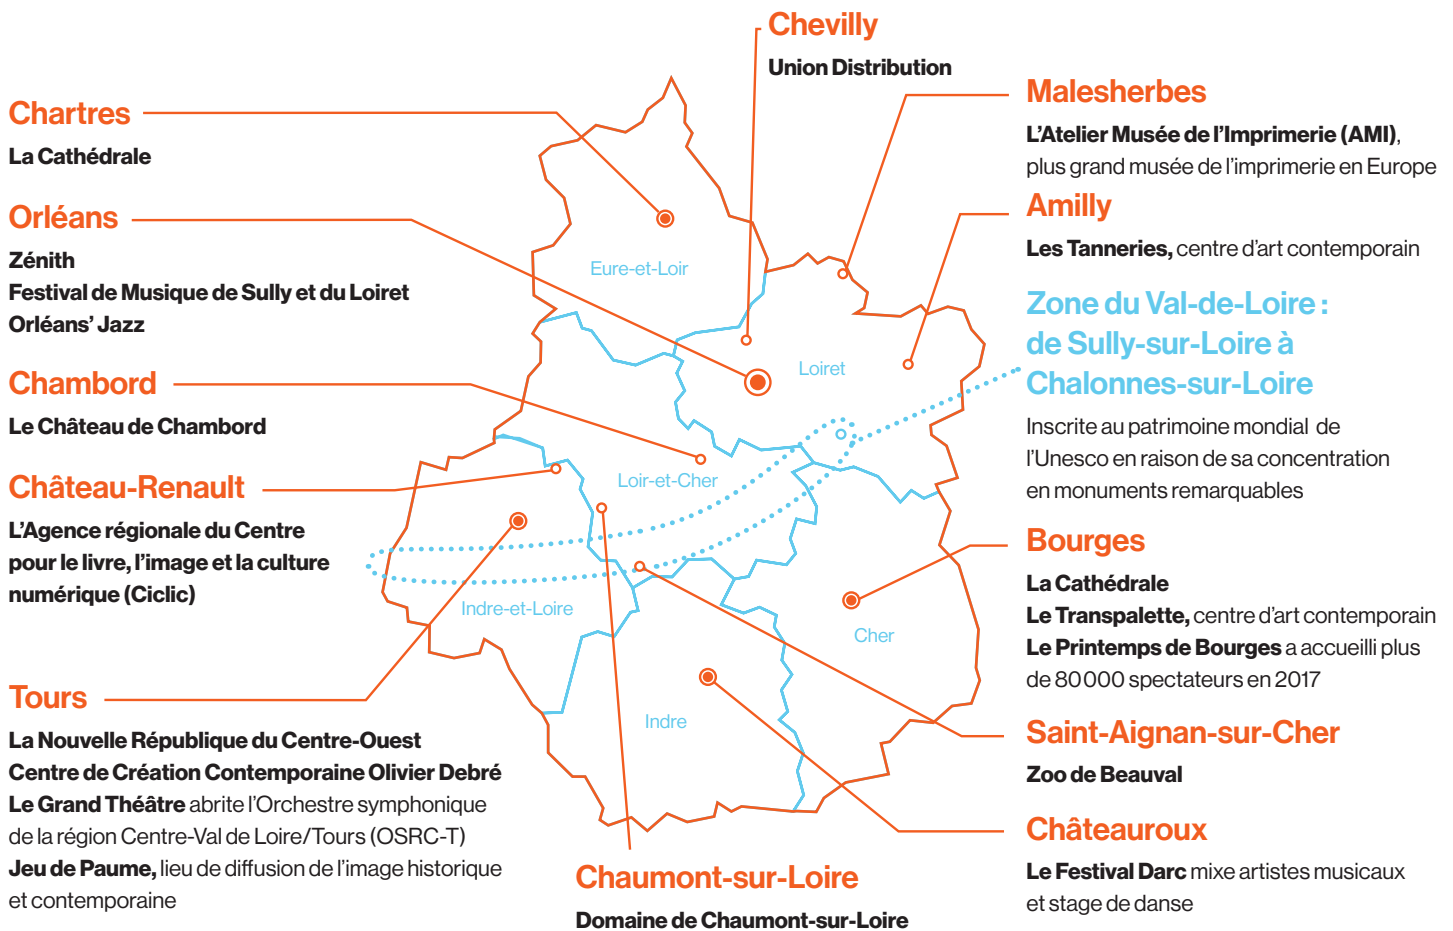 Chevilly
Union Distribution
Chartres
La Cathédrale
Orléans
Zénith
Festival de Musique de Sully et du Loiret
Orléans’ Jazz
Chambord
Le Château de Chambord
Château-Renault
L’Agence régionale du Centre
pour le livre, l’image et la culture
numérique (Ciclic)
Tours
La Nouvelle République du Centre-Ouest
Centre de Création Contemporaine Olivier Debré
Le Grand Théâtre abrite l’Orchestre symphonique
de la région Centre-Val de Loire/Tours (OSRC-T)
Jeu de Paume, lieu de diffusion de l’image historique
et contemporaine
Eure-et-Loir
Loiret
Loir-et-Cher
Indre-et-Loire
Cher
Indre
Chaumont-sur-Loire
Domaine de Chaumont-sur-Loire
Malesherbes
L’Atelier Musée de l’Imprimerie (AMI),
plus grand musée de l’imprimerie en Europe
Amilly
Les Tanneries, centre d’art contemporain
Zone du Val-de-Loire :
de Sully-sur-Loire à
Chalonnes-sur-Loire
Inscrite au patrimoine mondial de
l’Unesco en raison de sa concentration
en monuments remarquables
Bourges
La Cathédrale
Le Transpalette, centre d’art contemporain
Le Printemps de Bourges a accueilli plus
de 80 000 spectateurs en 2017
Saint-Aignan-sur-Cher
Zoo de Beauval
Châteauroux
Le Festival Darc mixe artistes musicaux
et stage de danse